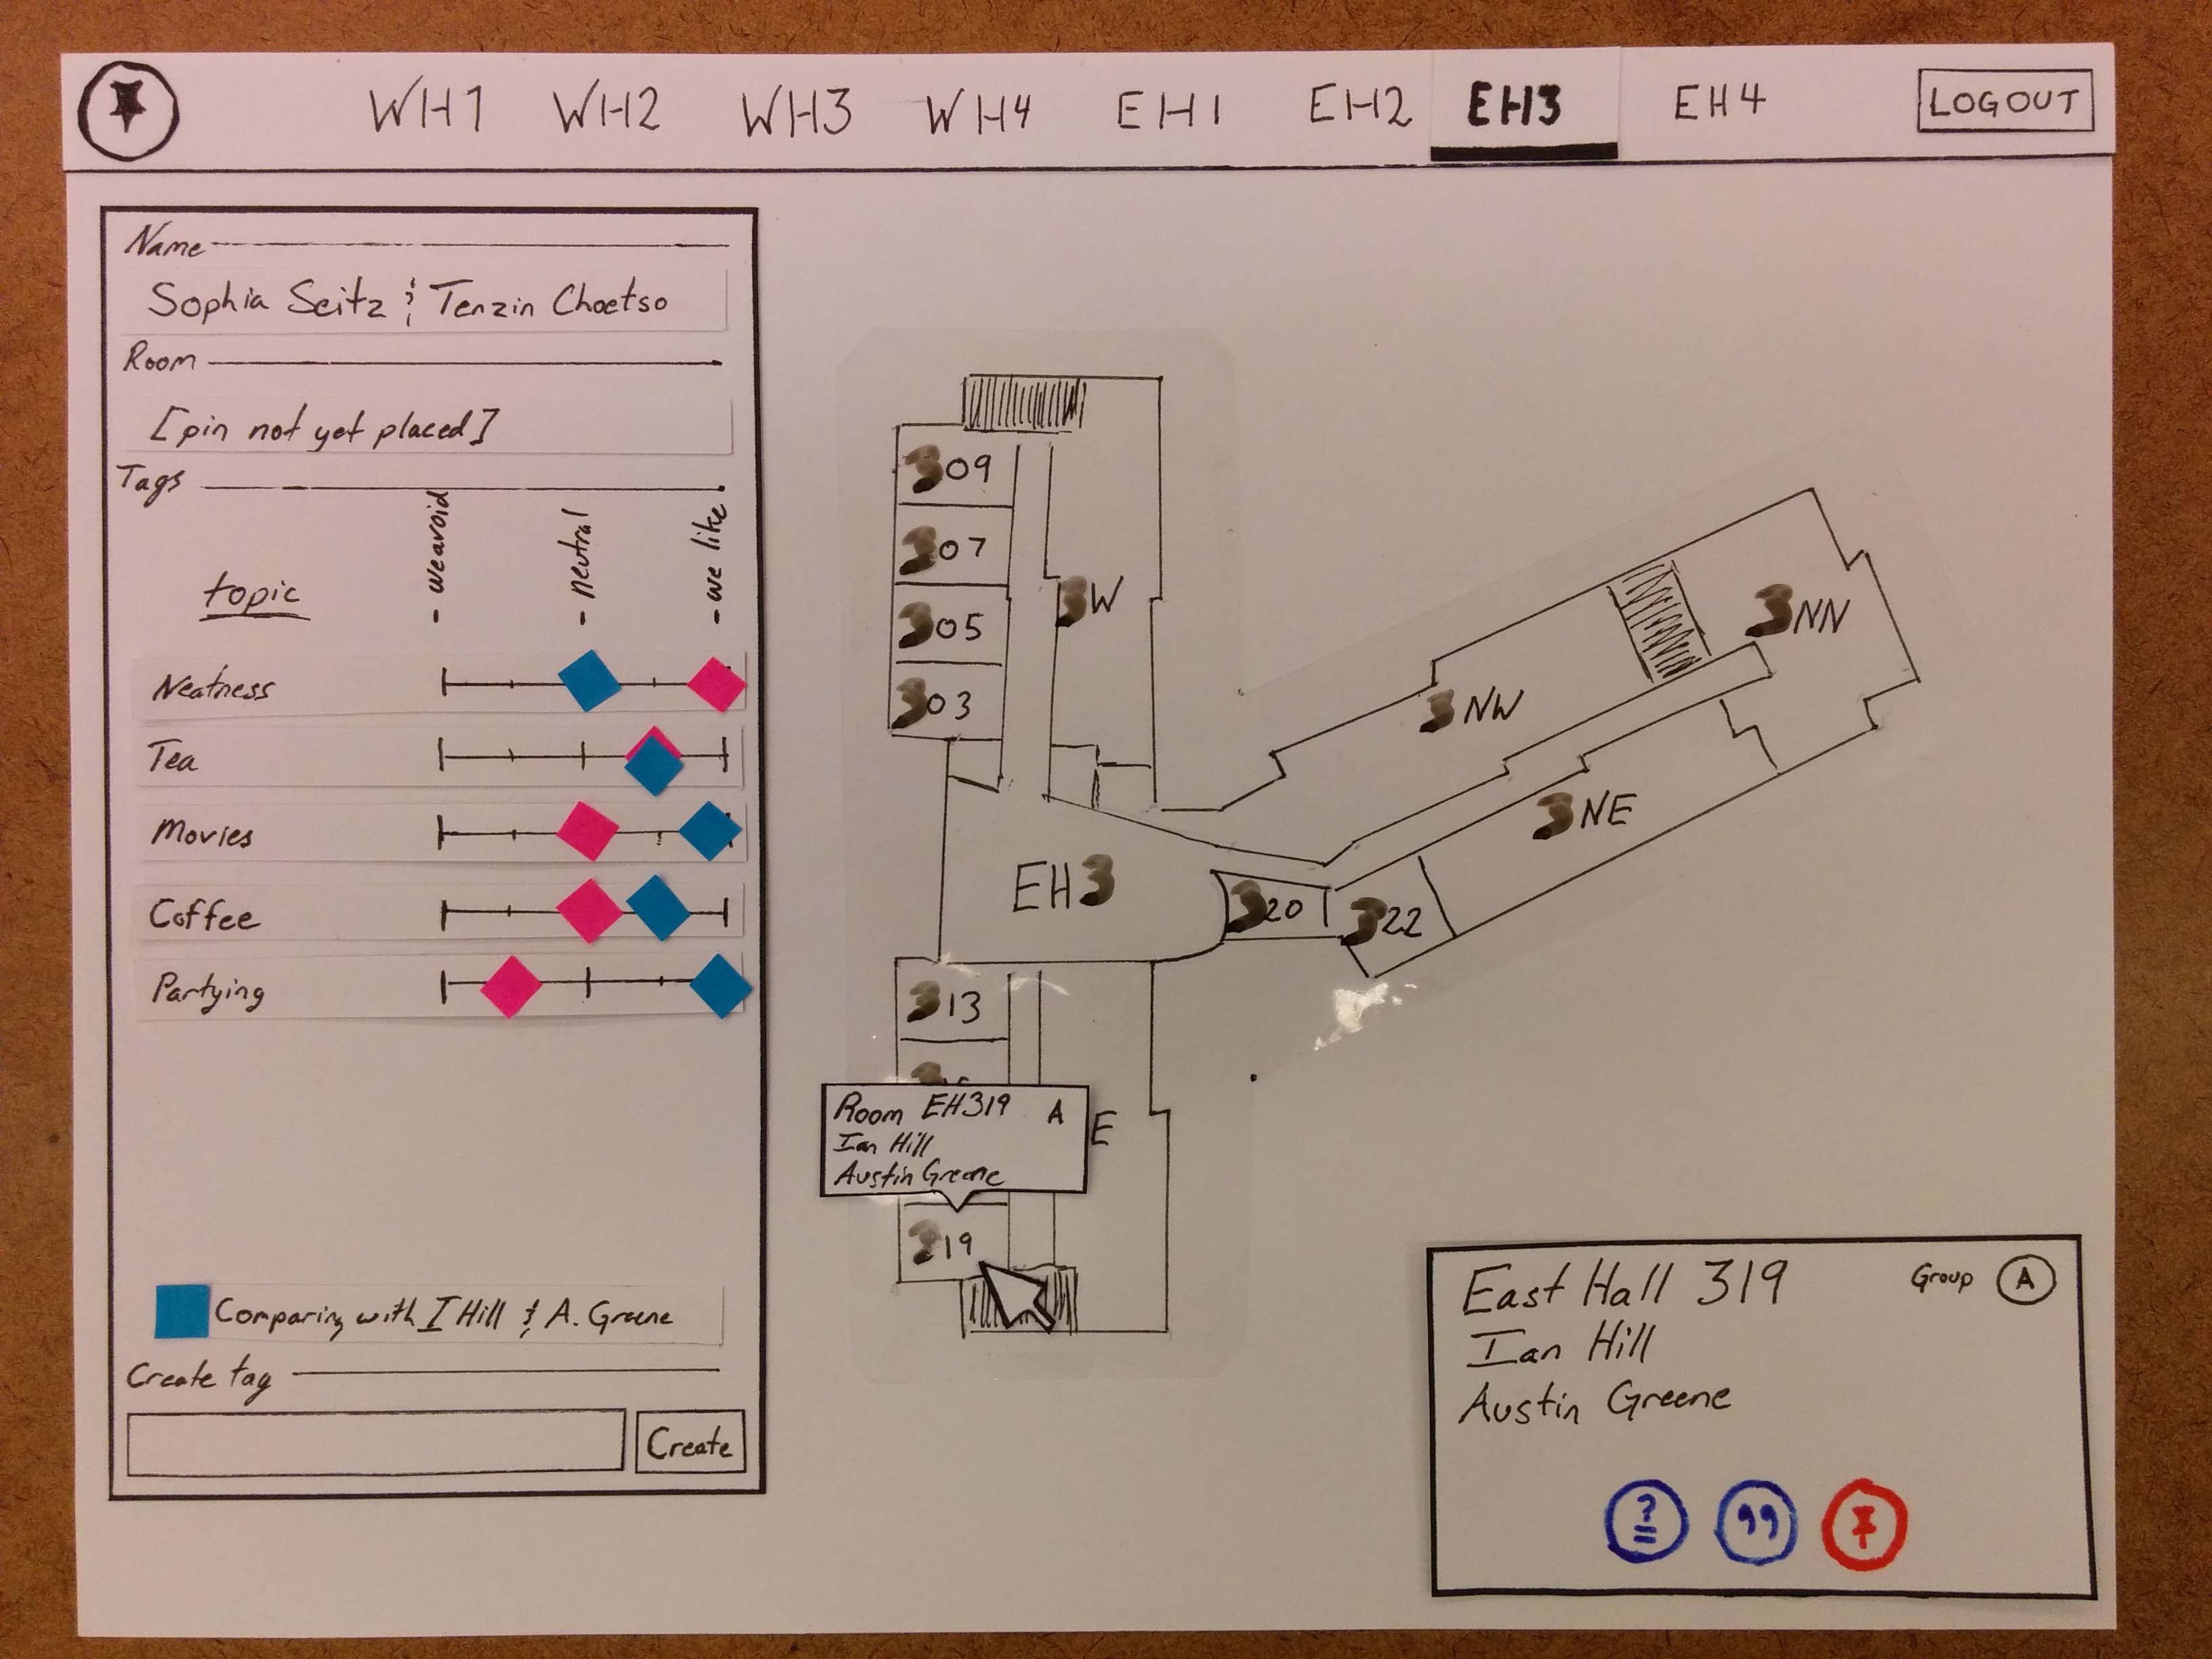 WH1 WH2 WH3 WH4 EH1 EH2 EH3 EH4 LOGOUT
Name
Sophia Seitz & Tenzin Choetso
Room
[pin not yet placed]
Tags
topic
- we avoid
- neutral
- we like
Neatness
Tea
Movies
Coffee
Partying
Comparing with I Hill & A. Greene
Create tag
Create
309
307
305
303
3W
3NW
3NN
3NE
EH3
320
322
313
E
Room EH319 A
Ian Hill
Austin Greene
319
East Hall 319 Group A
Ian Hill
Austin Greene
?
99